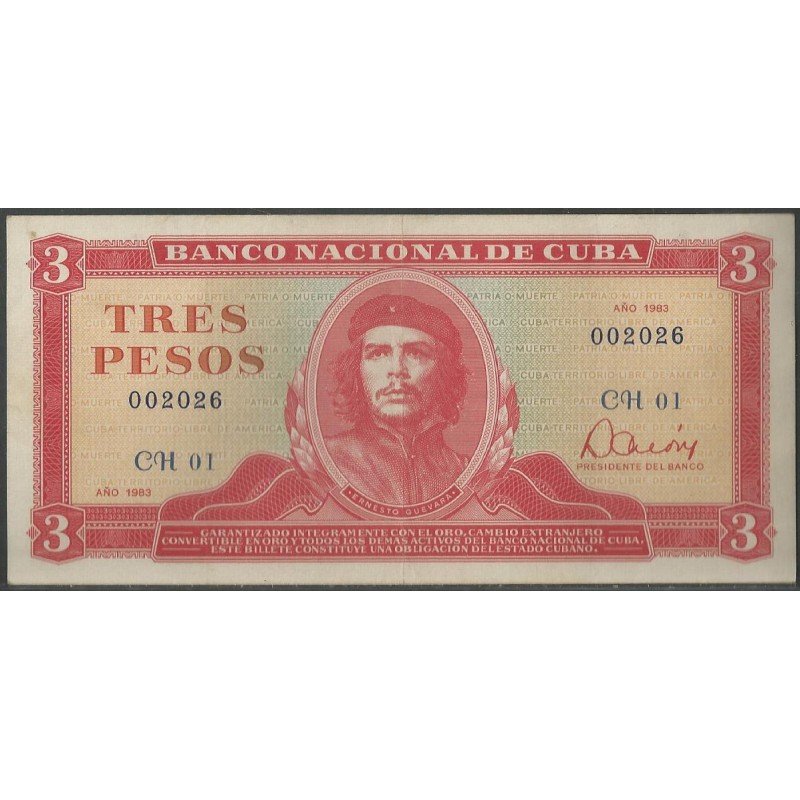 3 BANCO NACIONAL DE CUBA 3
PATRIA O MUERTE
CUBA TERRITORIO LIBRE DE AMERICA
TRES
PESOS
AÑO 1983
002026
002026
CH 01
CH 01
PRESIDENTE DEL BANCO
AÑO 1983
ERNESTO GUEVARA
3 3
GARANTIZADO INTEGRAMENTE CON EL ORO, CAMBIO EXTRANJERO
CONVERTIBLE EN ORO Y TODOS LOS DEMAS ACTIVOS DEL BANCO NACIONAL DE CUBA.
ESTE BILLETE CONSTITUYE UNA OBLIGACION DEL ESTADO CUBANO.